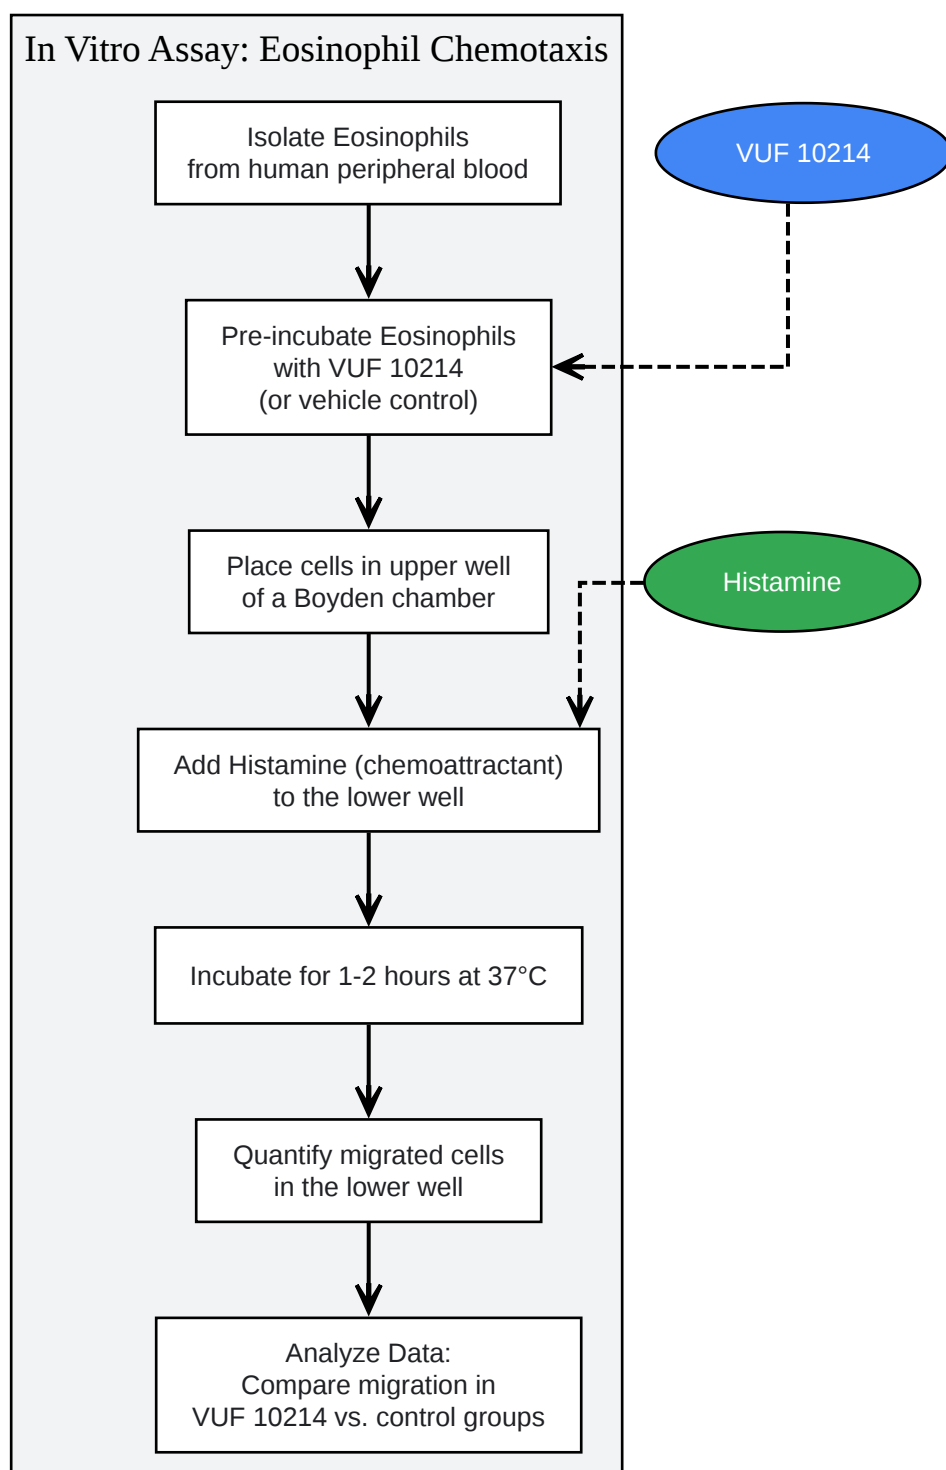 In Vitro Assay: Eosinophil Chemotaxis
Isolate Eosinophils
from human peripheral blood
VUF 10214
Pre-incubate Eosinophils
with VUF 10214
(or vehicle control)
Place cells in upper well
of a Boyden chamber
Histamine
Add Histamine (chemoattractant)
to the lower well
Incubate for 1-2 hours at 37°C
Quantify migrated cells
in the lower well
Analyze Data:
Compare migration in
VUF 10214 vs. control groups